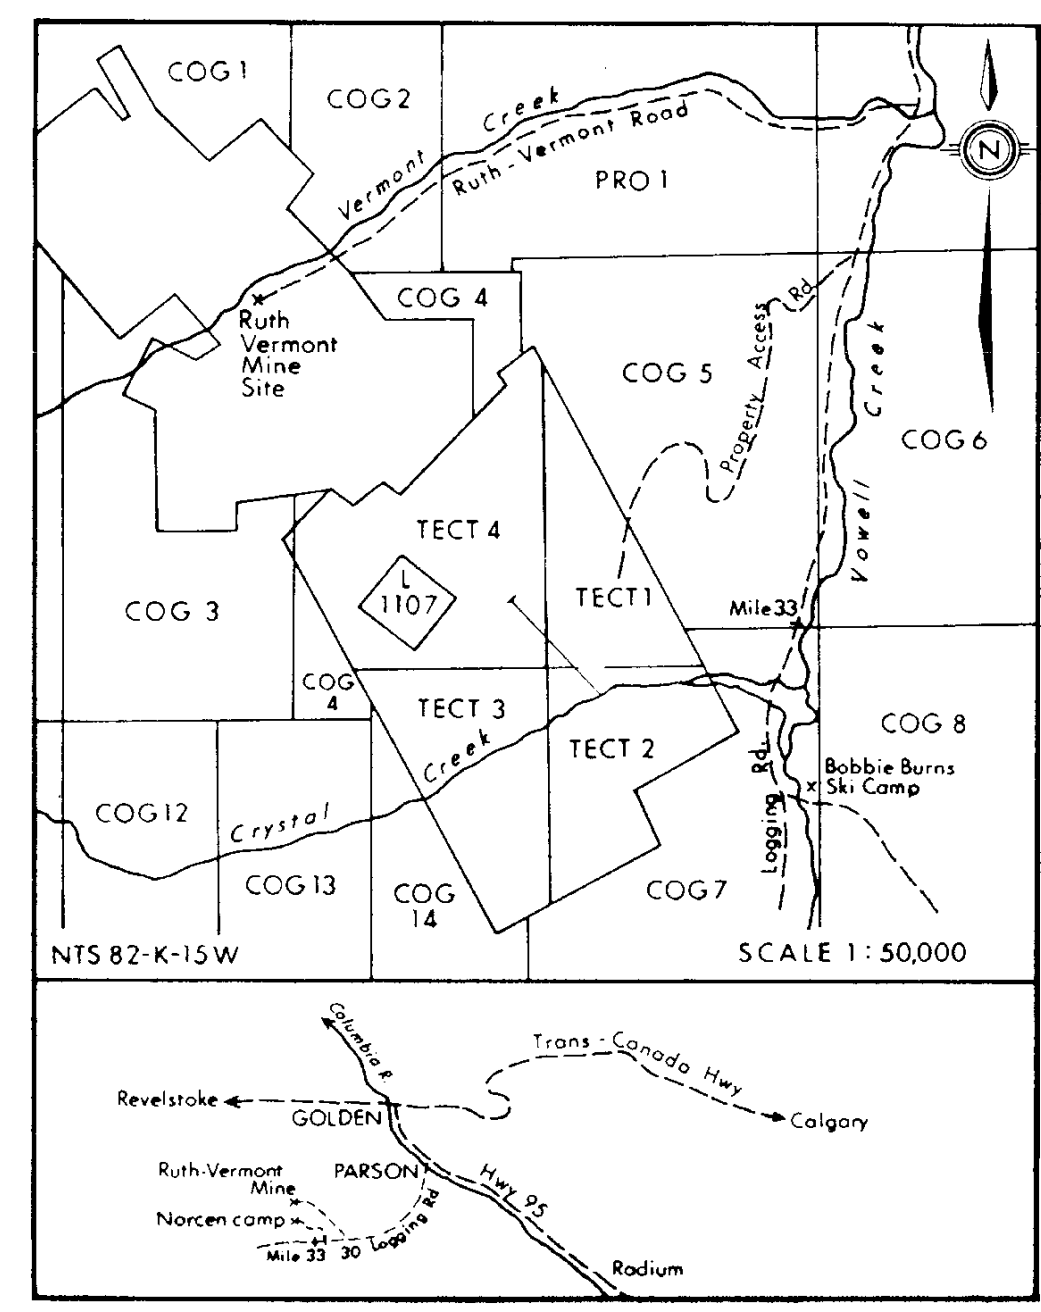 COG 1
COG 2
Vermont Creek
Ruth - Vermont Road
N
PRO 1
COG 4
Ruth
Vermont
Mine
Site
COG 5
Property Access Rd
Vowell Creek
COG 6
TECT 4
L
1107
TECT 1
Mile 33
COG 3
COG
4
TECT 3
TECT 2
Crystal Creek
COG 8
Logging Rd.
Bobbie Burns
Ski Camp
COG 12
COG 13
COG
14
COG 7
NTS 82-K-15W
SCALE 1 : 50,000
Columbia R.
Trans - Canada Hwy
Revelstoke
GOLDEN
Calgary
Ruth-Vermont
Mine
PARSON
Hwy 95
Norcen camp
Mile 33
30
Logging Rd
Radium